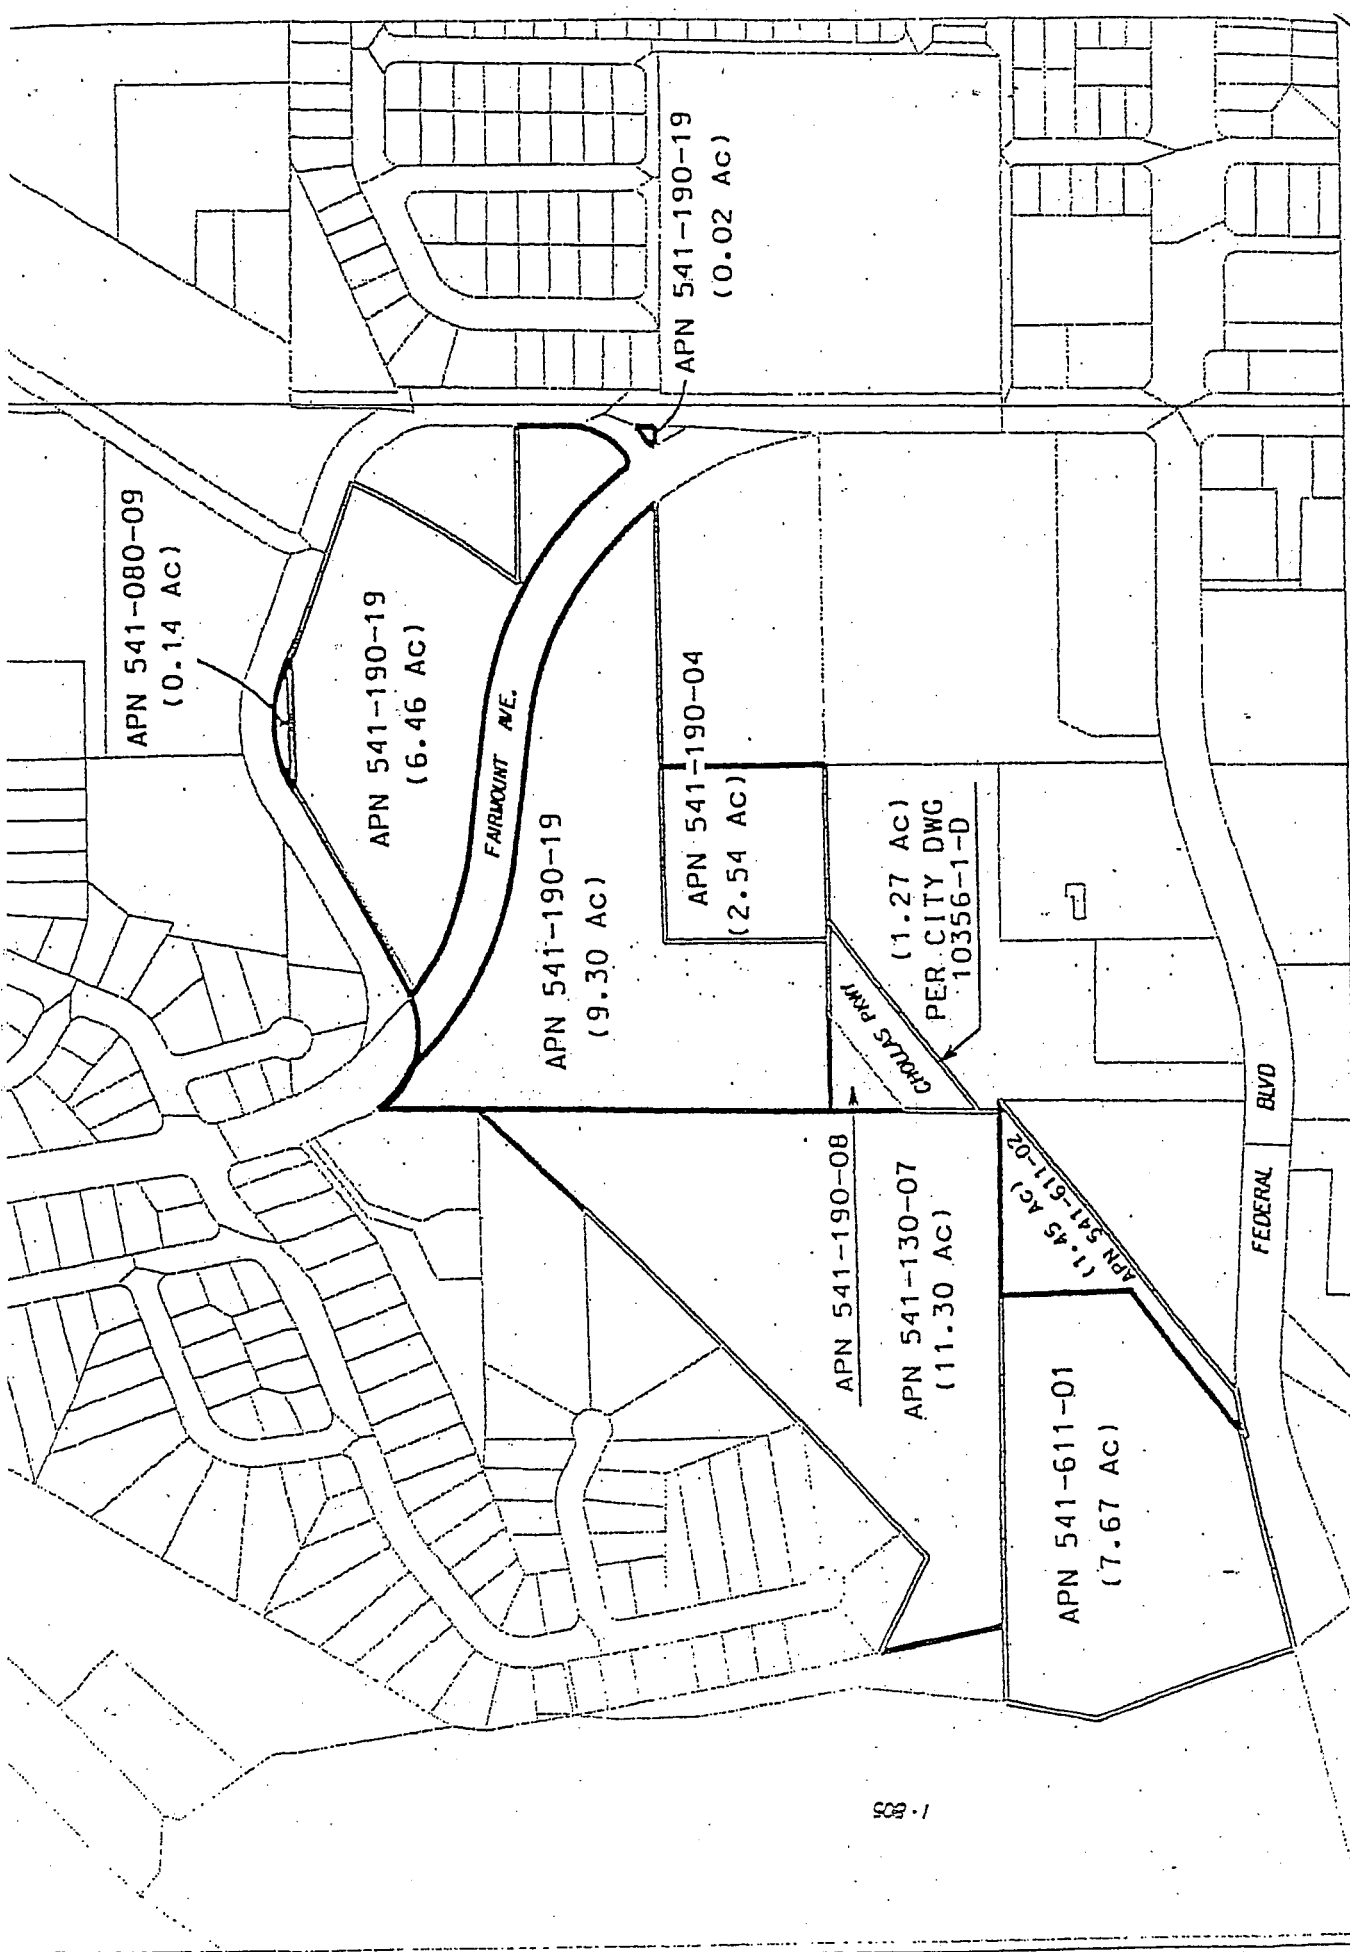 APN 541-190-19
(0.02 Ac)
APN 541-080-09
(0.14 Ac)
APN 541-190-19
(6.46 Ac)
FAIRMOUNT AVE.
APN 541-190-19
(9.30 Ac)
APN 541-190-04
(2.54 Ac)
(1.27 Ac)
PER CITY DWG
10356-1-D
CHOLLAS PKWY
APN 541-190-08
APN 541-130-07
(11.30 Ac)
(1.45 Ac)
APN 541-611-02
FEDERAL BLVD
APN 541-611-01
(7.67 Ac)
I-805